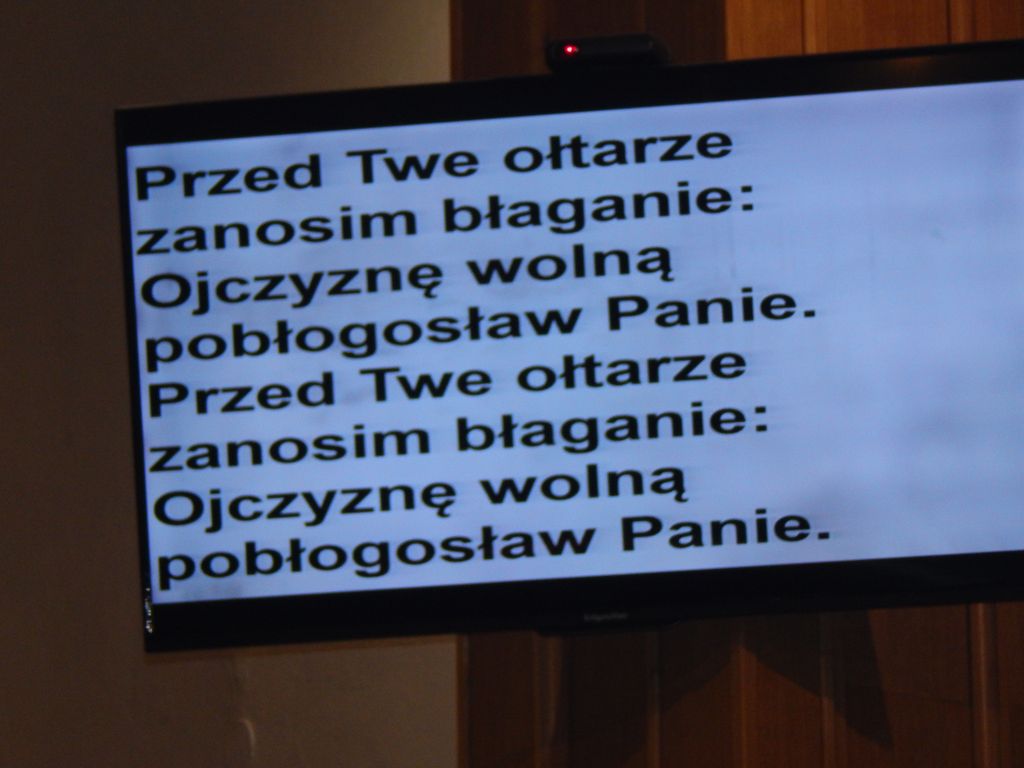 Przed Twe ołtarze
zanosim błaganie:
Ojczyznę wolną
pobłogosław Panie.
Przed Twe ołtarze
zanosim błaganie:
Ojczyznę wolną
pobłogosław Panie.